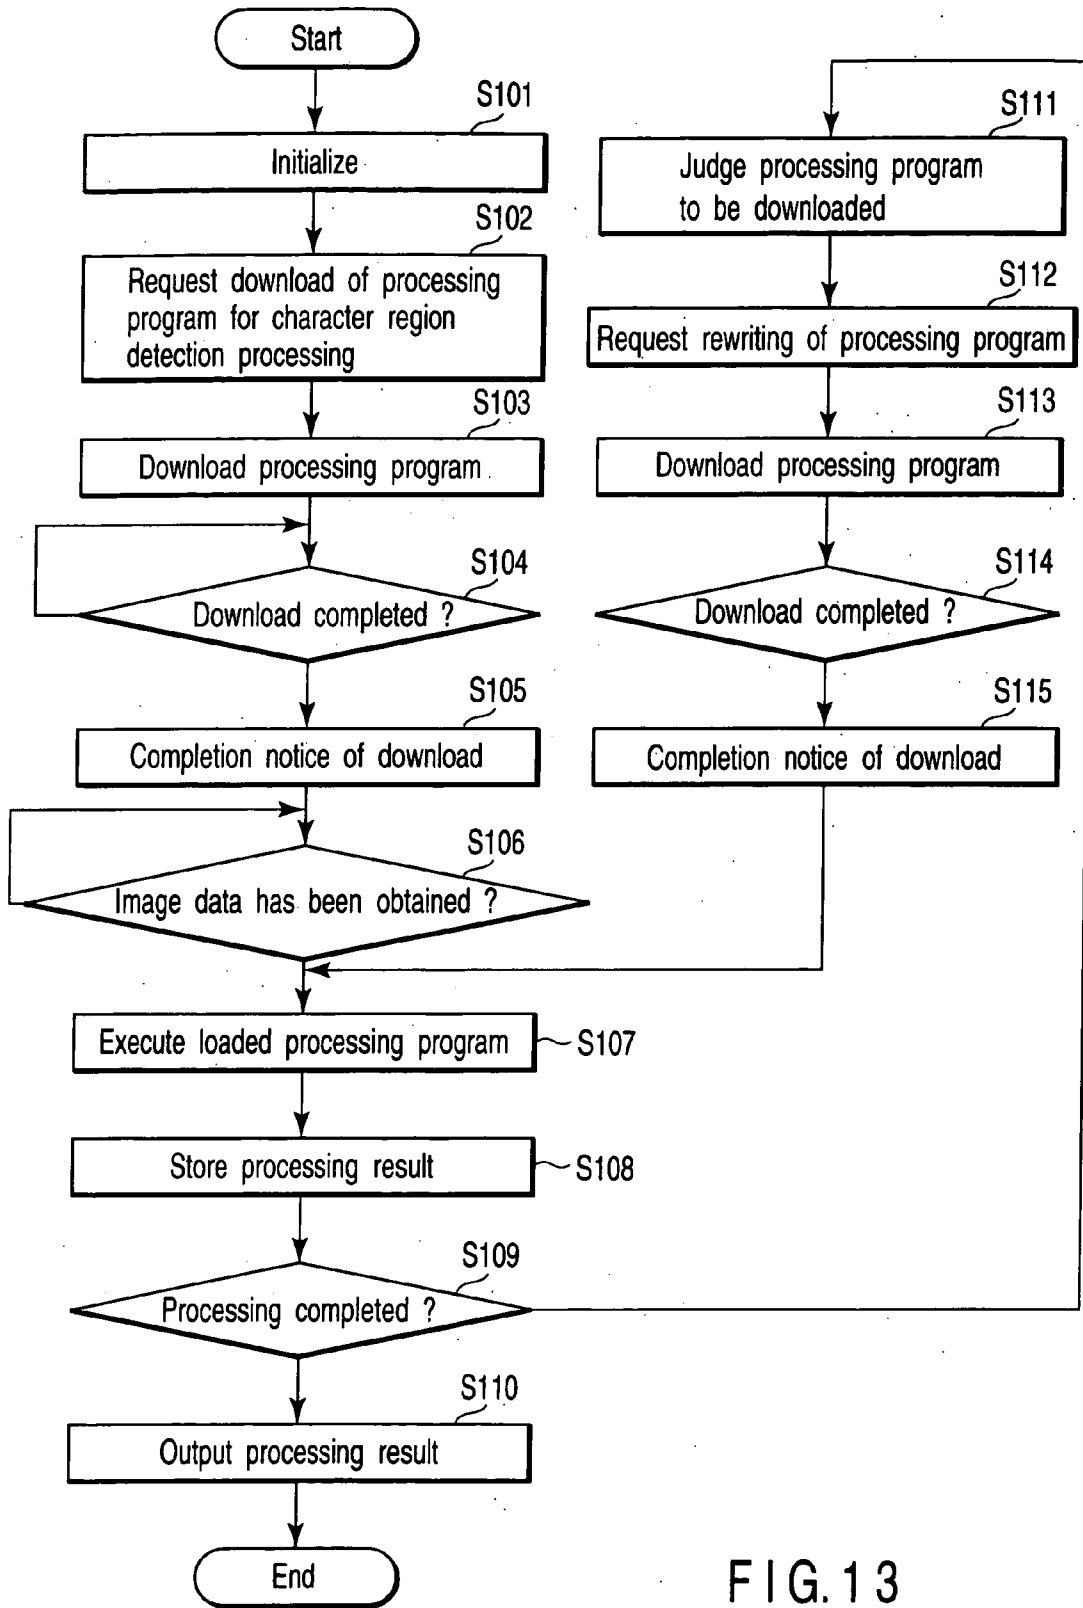 Start
S101
Initialize
S102
Request download of processing
program for character region
detection processing
S103
Download processing program
S104
Download completed ?
S105
Completion notice of download
S106
Image data has been obtained ?
Execute loaded processing program
S107
Store processing result
S108
S109
Processing completed ?
S110
Output processing result
End
S111
Judge processing program
to be downloaded
S112
Request rewriting of processing program
S113
Download processing program
S114
Download completed ?
S115
Completion notice of download
FIG. 13